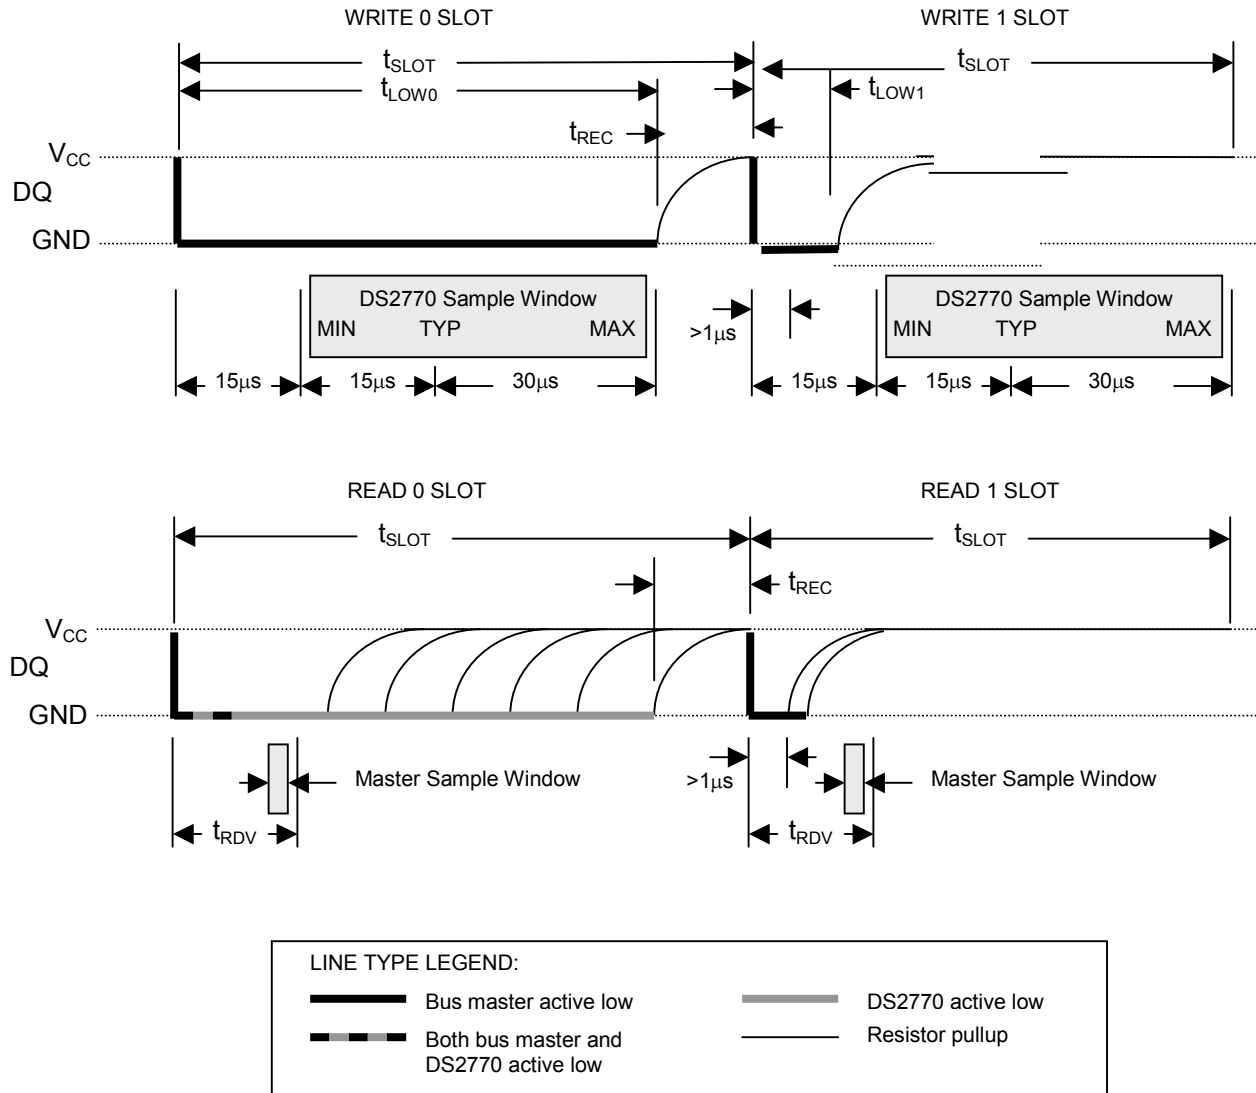 WRITE 0 SLOT WRITE 1 SLOT
tSLOT tSLOT
tLOW0 tLOW1
tREC
VCC
DQ
GND
DS2770 Sample Window DS2770 Sample Window
MIN TYP MAX MIN TYP MAX
>1µs
15µs 15µs 30µs 15µs 15µs 30µs
READ 0 SLOT READ 1 SLOT
tSLOT tSLOT
tREC
VCC
DQ
GND
Master Sample Window >1µs Master Sample Window
tRDV tRDV
LINE TYPE LEGEND:
Bus master active low DS2770 active low
Both bus master and Resistor pullup
DS2770 active low